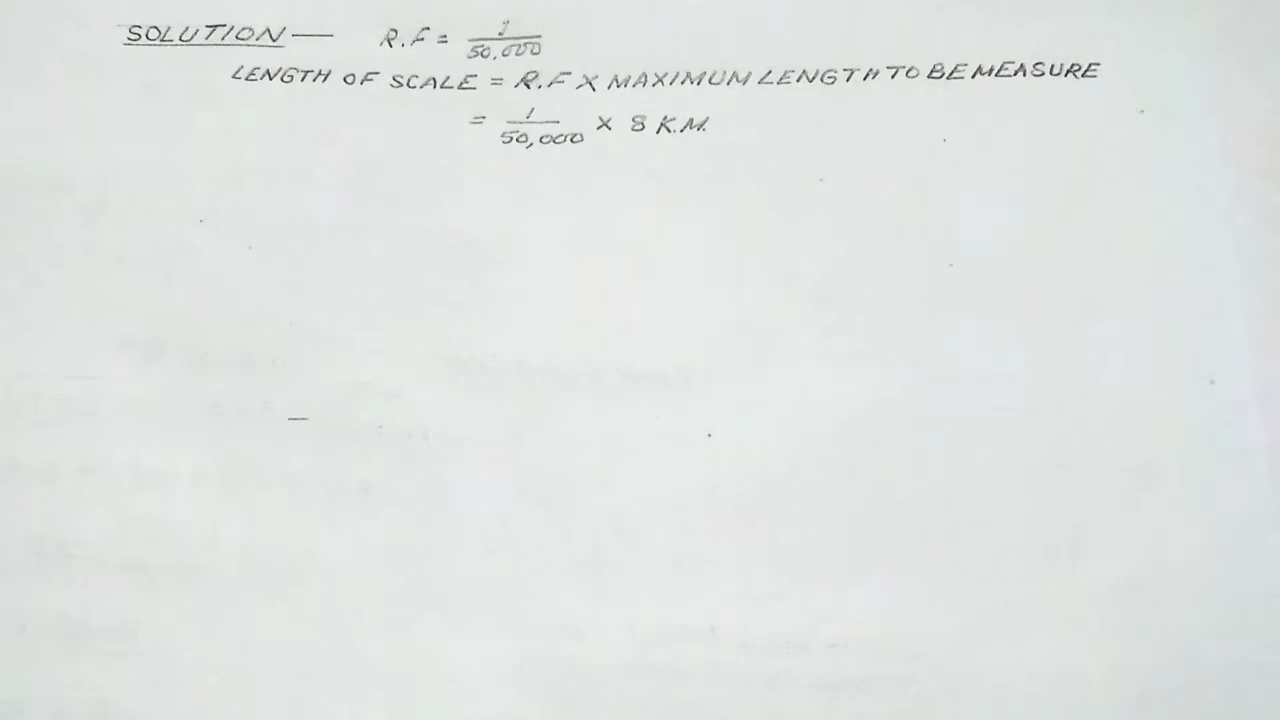 SOLUTION — R.F = 1/50,000
LENGTH OF SCALE = R.F X MAXIMUM LENGTH TO BE MEASURE
= 1/50,000 × 8 K.M.